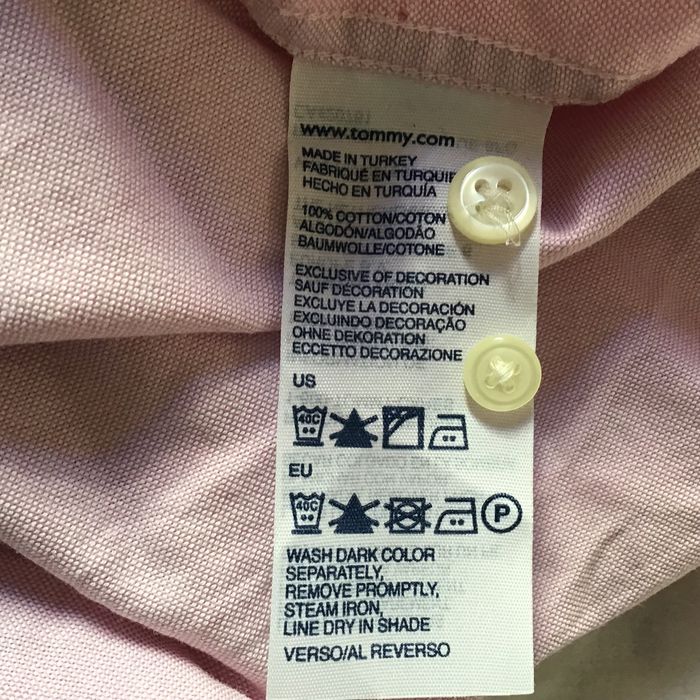 www.tommy.com
MADE IN TURKEY
FABRIQUÉ EN TURQUIE
HECHO EN TURQUÍA
100% COTTON/COTON
ALGODÓN/ALGODÃO
BAUMWOLLE/COTONE
EXCLUSIVE OF DECORATION
SAUF DÉCORATION
EXCLUYE LA DECORACIÓN
EXCLUINDO DECORAÇÃO
OHNE DEKORATION
ECCETTO DECORAZIONE
US
40C
EU
40C P
WASH DARK COLOR
SEPARATELY,
REMOVE PROMPTLY,
STEAM IRON,
LINE DRY IN SHADE
VERSO/AL REVERSO